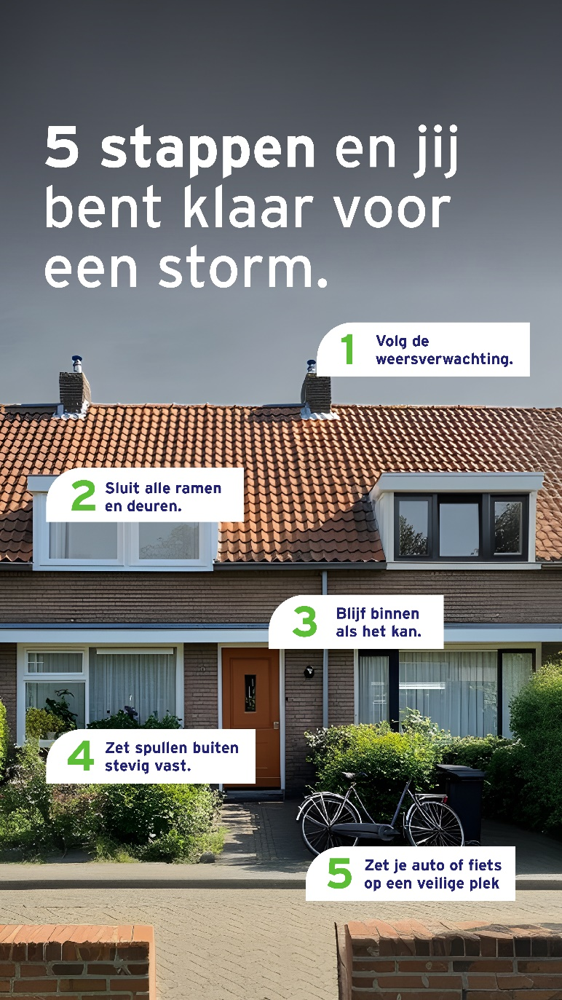 5 stappen en jij
bent klaar voor
een storm.
1
Volg de
weersverwachting.
2
Sluit alle ramen
en deuren.
3
Blijf binnen
als het kan.
4
Zet spullen buiten
stevig vast.
5
Zet je auto of fiets
op een veilige plek